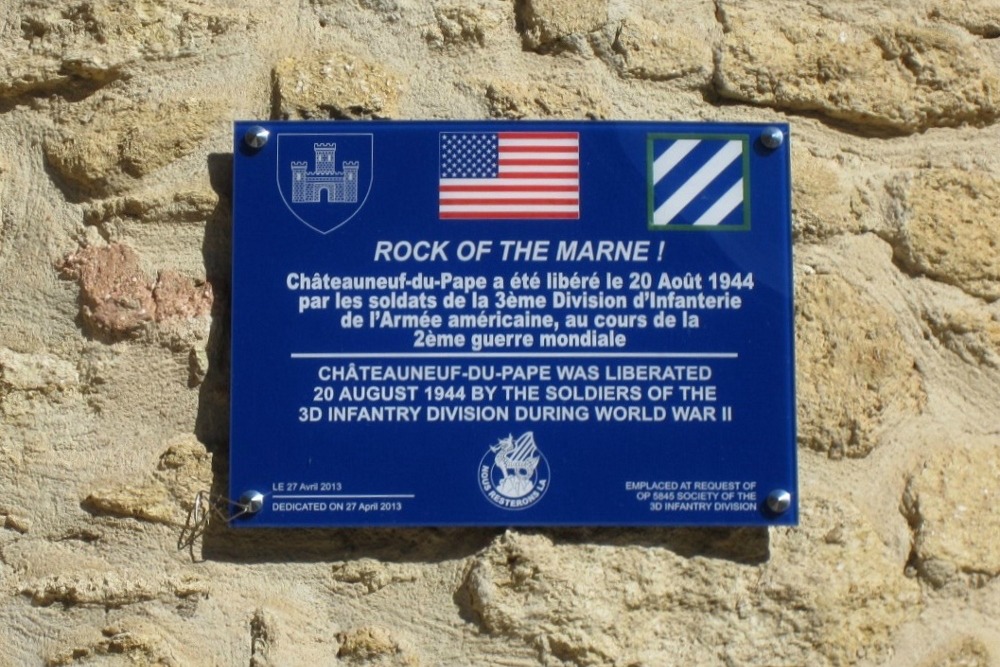 ROCK OF THE MARNE !
Châteauneuf-du-Pape a été libéré le 20 Août 1944
par les soldats de la 3ème Division d'Infanterie
de l'Armée américaine, au cours de la
2ème guerre mondiale
CHÂTEAUNEUF-DU-PAPE WAS LIBERATED
20 AUGUST 1944 BY THE SOLDIERS OF THE
3D INFANTRY DIVISION DURING WORLD WAR II
NOUS RESTERONS LA
LE 27 Avril 2013
DEDICATED ON 27 April 2013
EMPLACED AT REQUEST OF
OP 5845 SOCIETY OF THE
3D INFANTRY DIVISION